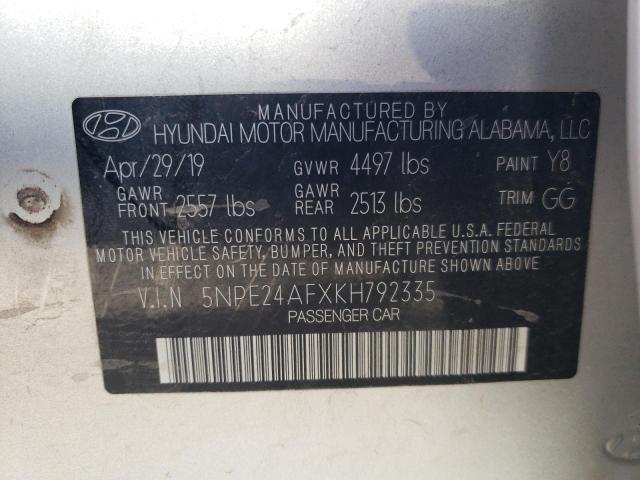 MANUFACTURED BY
HYUNDAI MOTOR MANUFACTURING ALABAMA, LLC
Apr/29/19 GVWR 4497 lbs PAINT Y8
GAWR FRONT 2557 lbs GAWR REAR 2513 lbs TRIM GG
THIS VEHICLE CONFORMS TO ALL APPLICABLE U.S.A. FEDERAL
MOTOR VEHICLE SAFETY, BUMPER, AND THEFT PREVENTION STANDARDS
IN EFFECT ON THE DATE OF MANUFACTURE SHOWN ABOVE.
V.I.N 5NPE24AFXKH792335
PASSENGER CAR